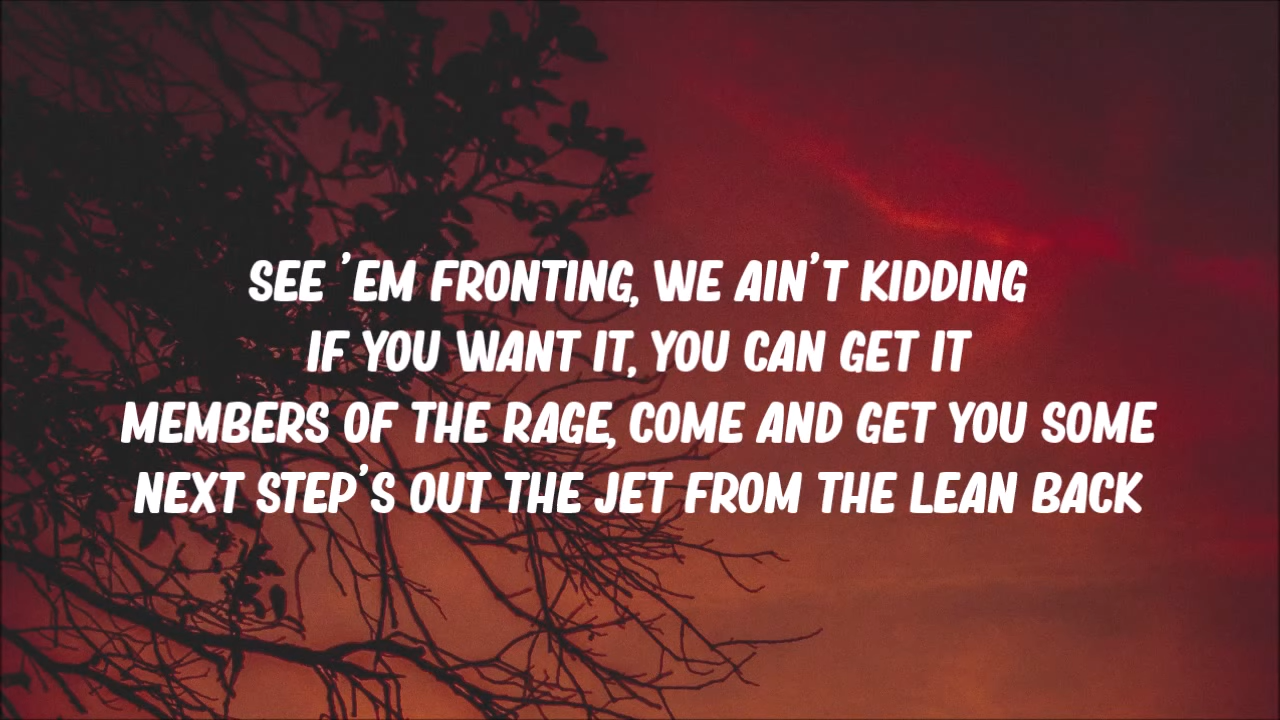 SEE 'EM FRONTING, WE AIN'T KIDDING
IF YOU WANT IT, YOU CAN GET IT
MEMBERS OF THE RAGE, COME AND GET YOU SOME
NEXT STEP'S OUT THE JET FROM THE LEAN BACK